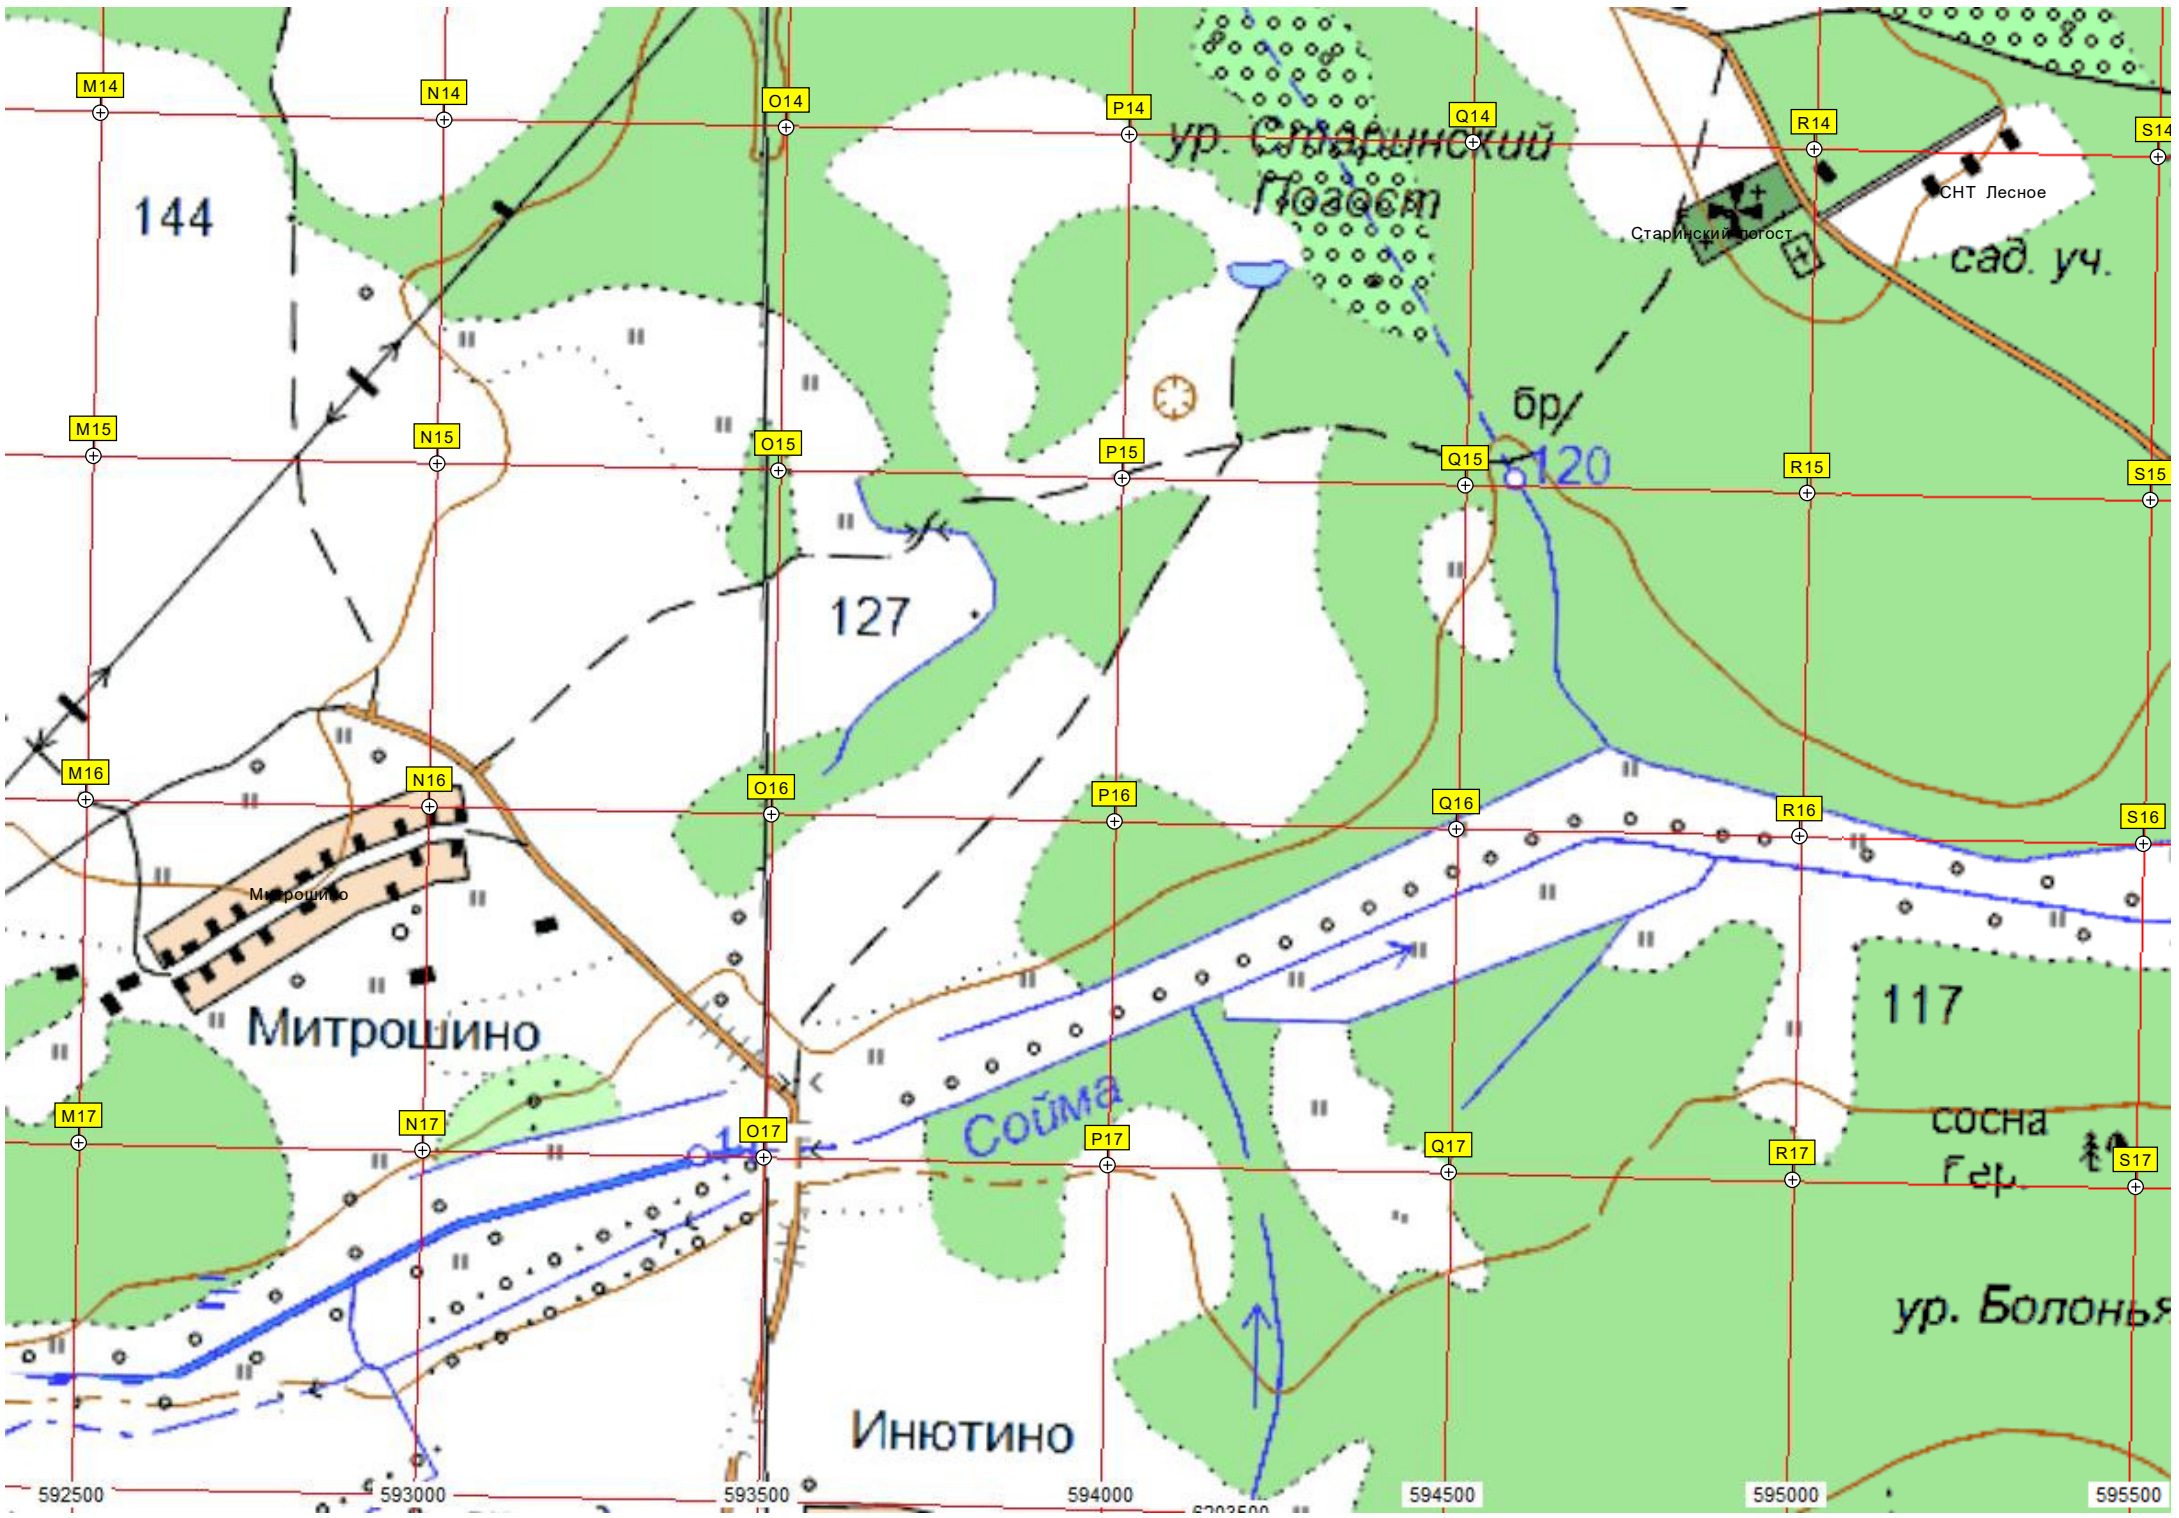 M14
N14
O14
P14
Q14
R14
S14
ур. Старинский
Погост
144
СНТ Лесное
Старинский погост
сад. уч.
бр
M15
N15
O15
P15
Q15
R15
S15
120
127
M16
N16
O16
P16
Q16
R16
S16
Митрошино
117
Митрошино
Сойма
M17
N17
O17
P17
Q17
R17
S17
сосна
бер.
ур. Болонья
Инютино
592500
593000
593500
594000
594500
595000
595500